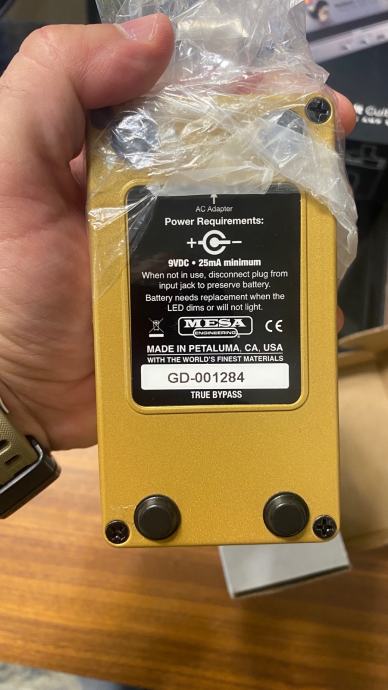 AC Adapter
Power Requirements:
+ −
9VDC • 25mA minimum
When not in use, disconnect plug from
input jack to preserve battery.
Battery needs replacement when the
LED dims or will not light.
MESA
ENGINEERING
CE
MADE IN PETALUMA, CA, USA
WITH THE WORLD'S FINEST MATERIALS
GD-001284
TRUE BYPASS